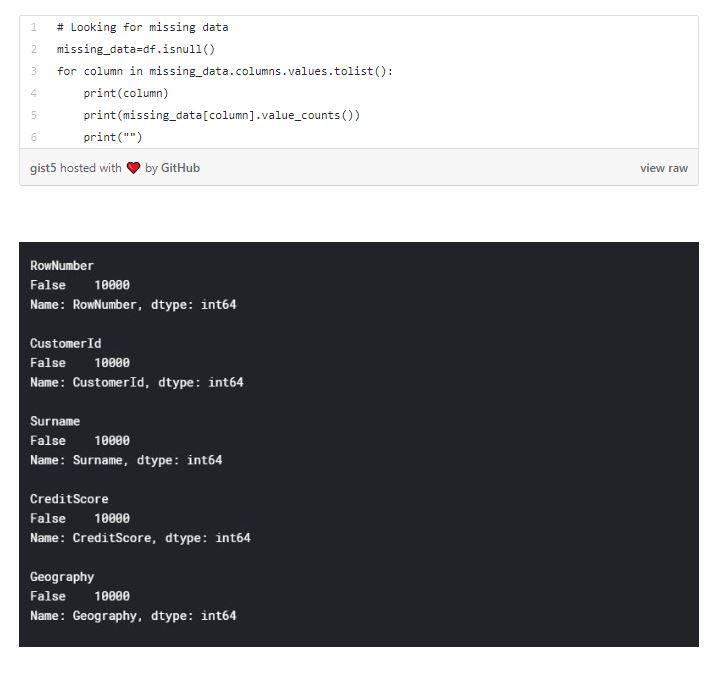 1 # Looking for missing data
2 missing_data=df.isnull()
3 for column in missing_data.columns.values.tolist():
4 print(column)
5 print(missing_data[column].value_counts())
6 print("")
gist5 hosted with ❤ by GitHub view raw
RowNumber
False 10000
Name: RowNumber, dtype: int64
CustomerId
False 10000
Name: CustomerId, dtype: int64
Surname
False 10000
Name: Surname, dtype: int64
CreditScore
False 10000
Name: CreditScore, dtype: int64
Geography
False 10000
Name: Geography, dtype: int64